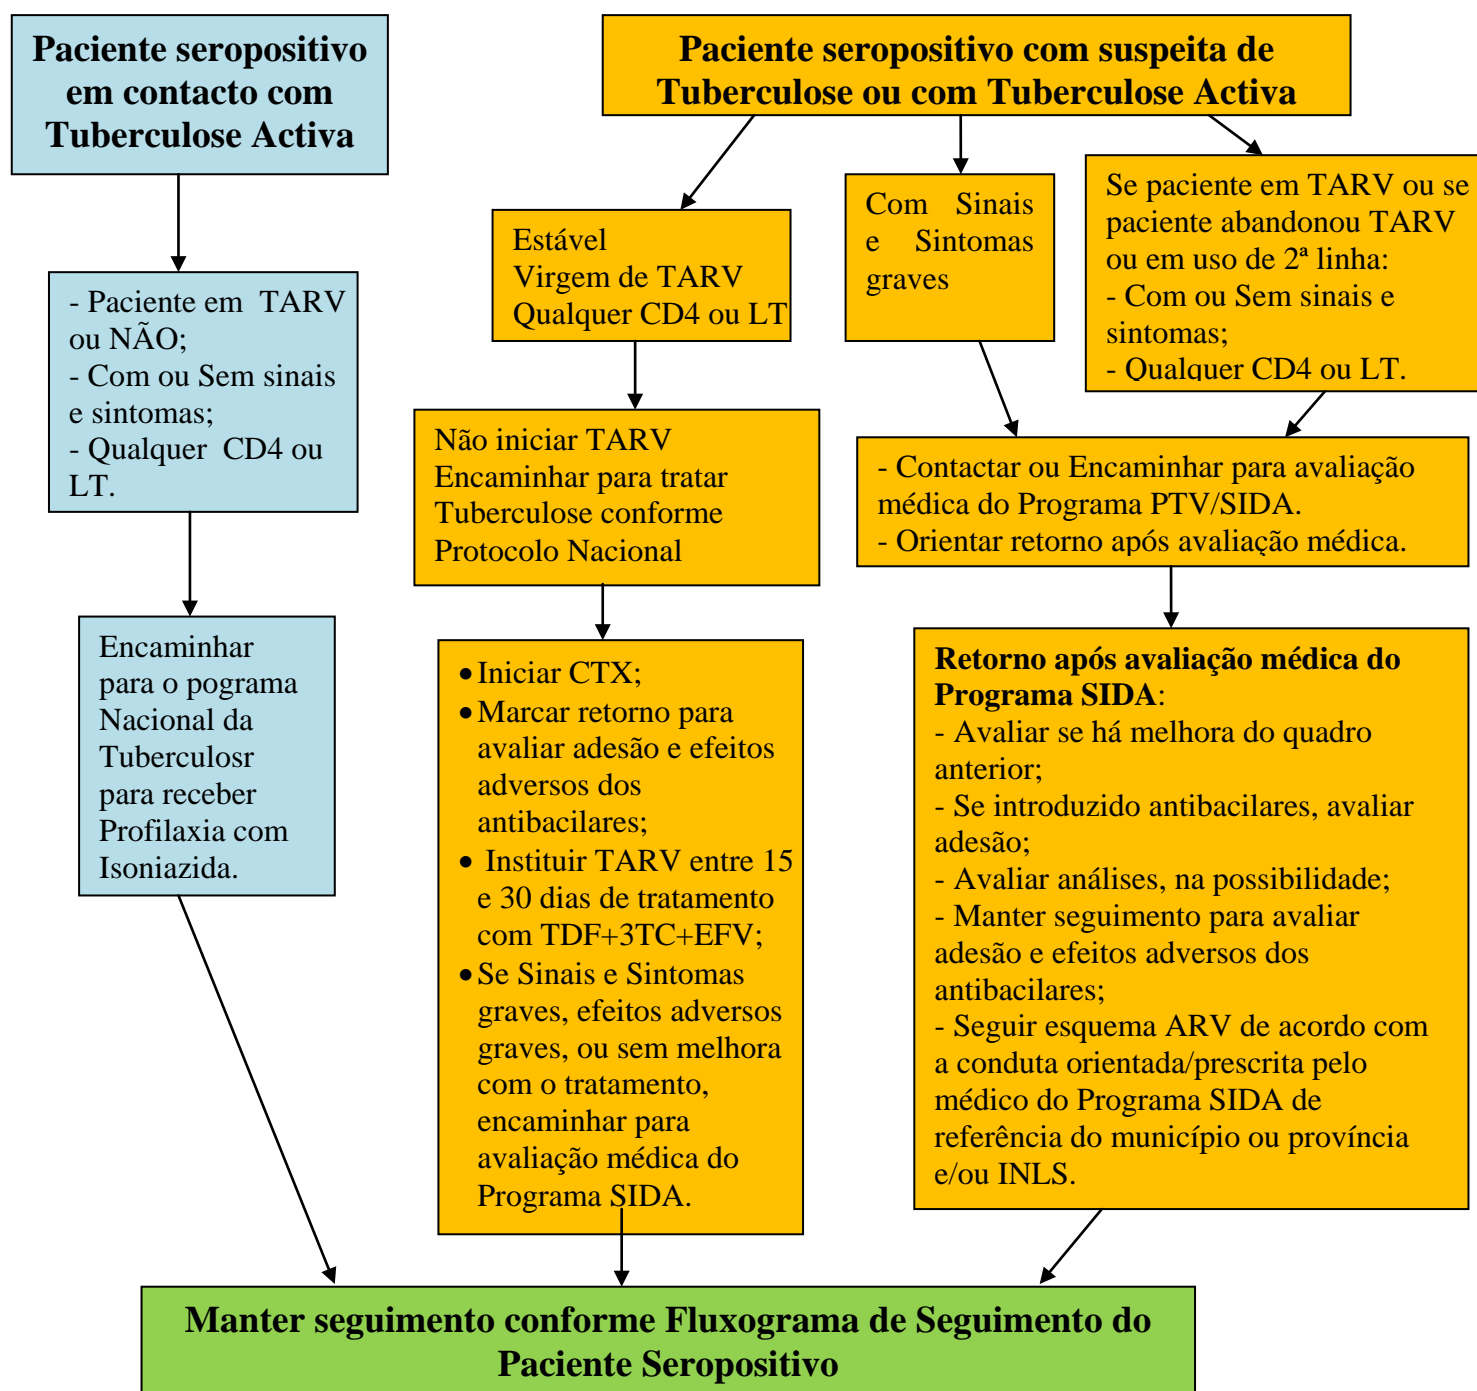 Paciente seropositivo
em contacto com
Tuberculose Activa
Paciente seropositivo com suspeita de
Tuberculose ou com Tuberculose Activa
- Paciente em TARV
ou NÃO;
- Com ou Sem sinais
e sintomas;
- Qualquer CD4 ou
LT.
Encaminhar
para o pograma
Nacional da
Tuberculosr
para receber
Profilaxia com
Isoniazida.
Estável
Virgem de TARV
Qualquer CD4 ou LT
Não iniciar TARV
Encaminhar para tratar
Tuberculose conforme
Protocolo Nacional
• Iniciar CTX;
• Marcar retorno para
avaliar adesão e efeitos
adversos dos
antibacilares;
• Instituir TARV entre 15
e 30 dias de tratamento
com TDF+3TC+EFV;
• Se Sinais e Sintomas
graves, efeitos adversos
graves, ou sem melhora
com o tratamento,
encaminhar para
avaliação médica do
Programa SIDA.
Com Sinais
e Sintomas
graves
Se paciente em TARV ou se
paciente abandonou TARV
ou em uso de 2ª linha:
- Com ou Sem sinais e
sintomas;
- Qualquer CD4 ou LT.
- Contactar ou Encaminhar para avaliação
médica do Programa PTV/SIDA.
- Orientar retorno após avaliação médica.
Retorno após avaliação médica do
Programa SIDA:
- Avaliar se há melhora do quadro
anterior;
- Se introduzido antibacilares, avaliar
adesão;
- Avaliar análises, na possibilidade;
- Manter seguimento para avaliar
adesão e efeitos adversos dos
antibacilares;
- Seguir esquema ARV de acordo com
a conduta orientada/prescrita pelo
médico do Programa SIDA de
referência do município ou província
e/ou INLS.
Manter seguimento conforme Fluxograma de Seguimento do
Paciente Seropositivo